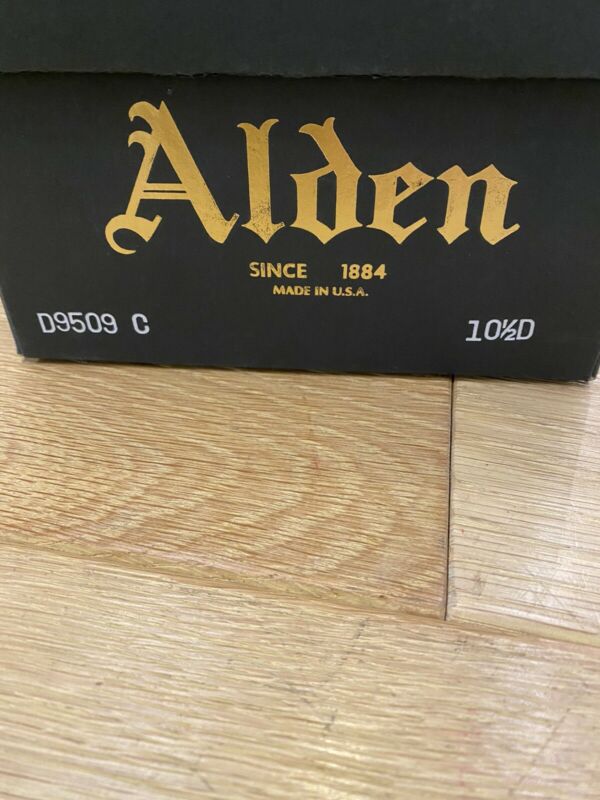 Alden
SINCE 1884
MADE IN U.S.A.
D9509 C 10½D